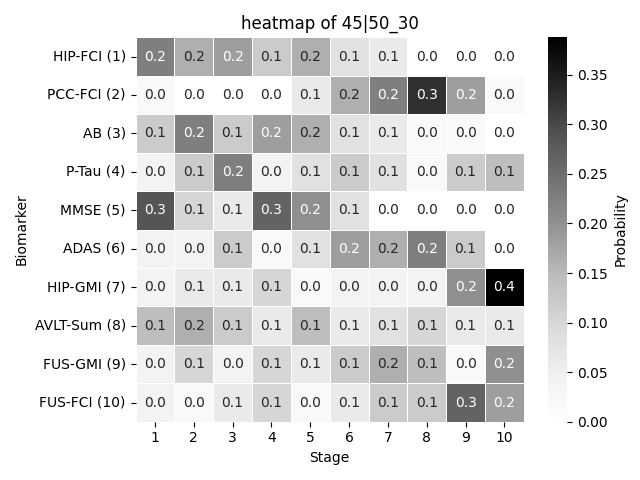 heatmap of 45|50_30
HIP-FCI (1) 0.2 0.2 0.2 0.1 0.2 0.1 0.1 0.0 0.0 0.0
PCC-FCI (2) 0.0 0.0 0.0 0.0 0.1 0.2 0.2 0.3 0.2 0.0
AB (3) 0.1 0.2 0.1 0.2 0.2 0.1 0.1 0.0 0.0 0.0
P-Tau (4) 0.0 0.1 0.2 0.0 0.1 0.1 0.1 0.0 0.1 0.1
MMSE (5) 0.3 0.1 0.1 0.3 0.2 0.1 0.0 0.0 0.0 0.0
ADAS (6) 0.0 0.0 0.1 0.0 0.1 0.2 0.2 0.2 0.1 0.0
HIP-GMI (7) 0.0 0.1 0.1 0.1 0.0 0.0 0.0 0.0 0.2 0.4
AVLT-Sum (8) 0.1 0.2 0.1 0.1 0.1 0.1 0.1 0.1 0.1 0.1
FUS-GMI (9) 0.0 0.1 0.0 0.1 0.1 0.1 0.2 0.1 0.0 0.2
FUS-FCI (10) 0.0 0.0 0.1 0.1 0.0 0.1 0.1 0.1 0.3 0.2
1 2 3 4 5 6 7 8 9 10
Stage
Biomarker
0.35
0.30
0.25
0.20
0.15
0.10
0.05
0.00
Probability